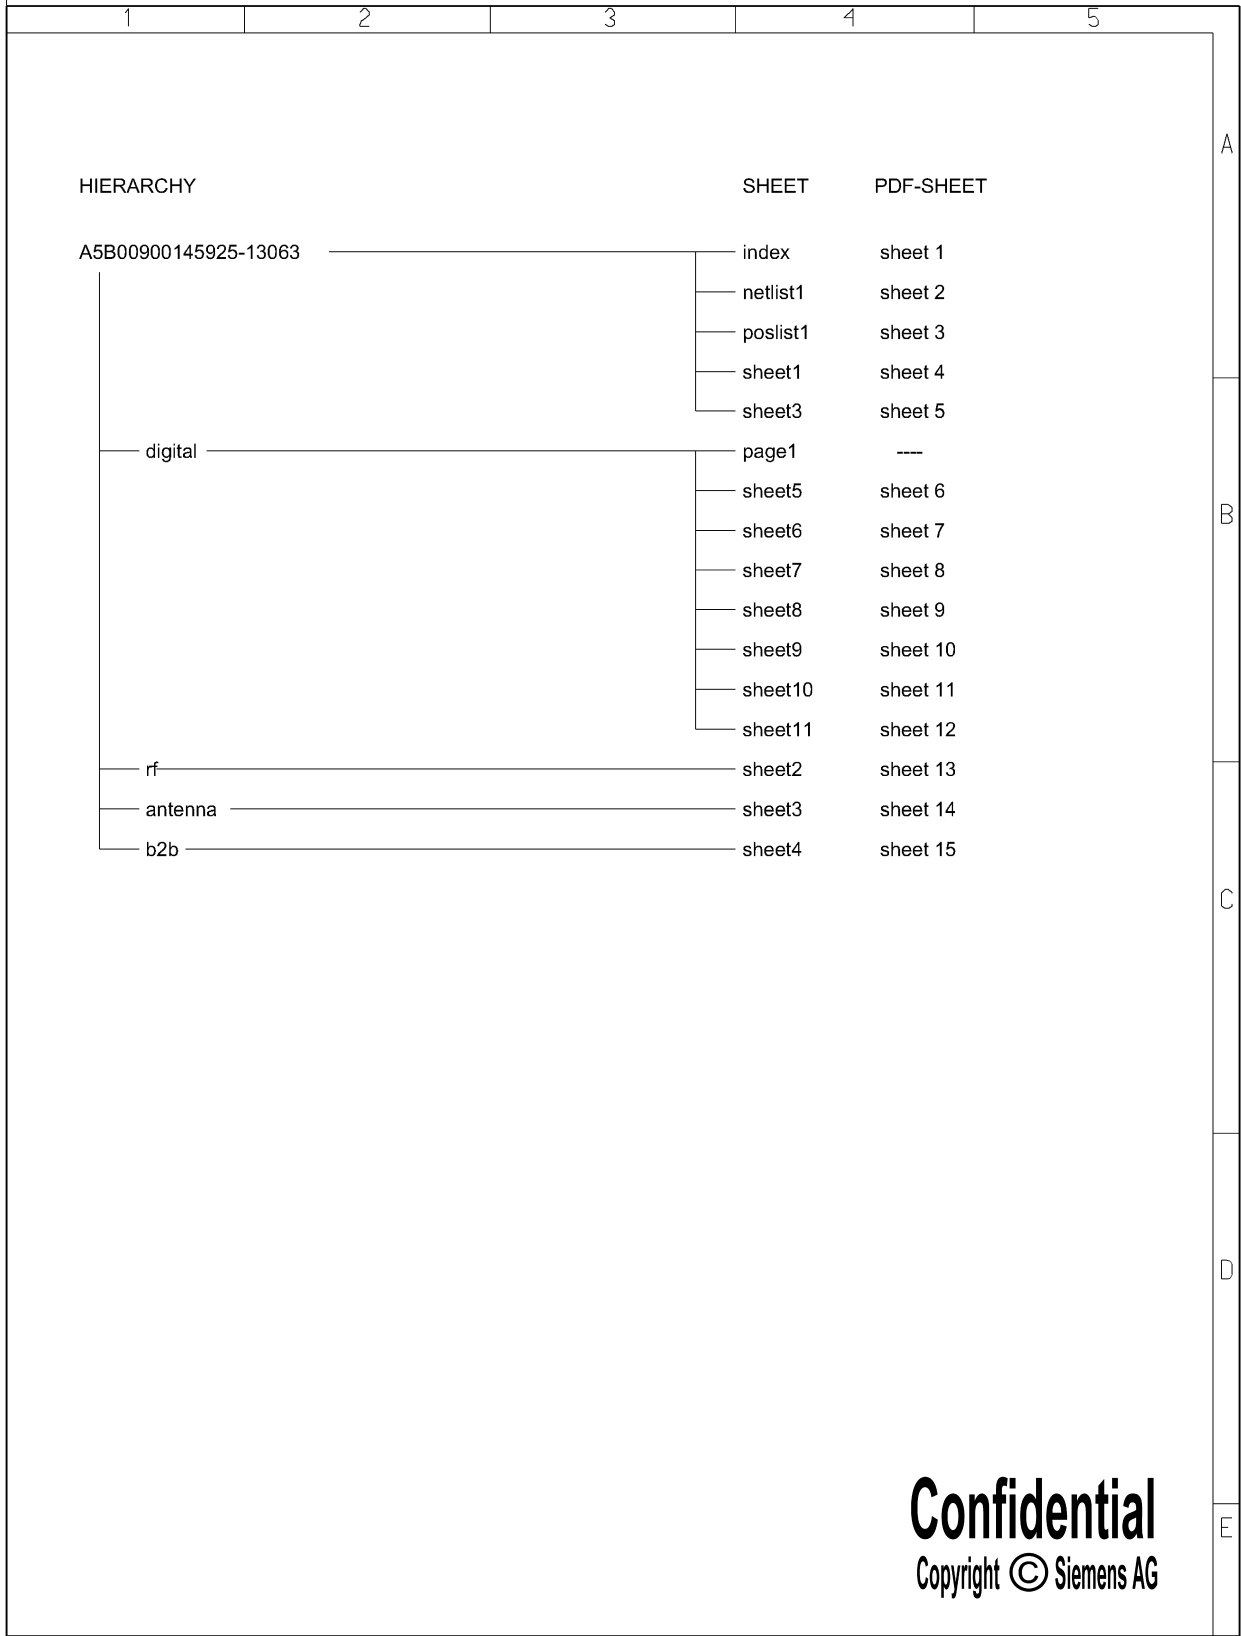 1 2 3 4 5
A
HIERARCHY SHEET PDF-SHEET
A5B00900145925-13063 index sheet 1
netlist1 sheet 2
poslist1 sheet 3
sheet1 sheet 4
sheet3 sheet 5
digital page1 ----
sheet5 sheet 6
B
sheet6 sheet 7
sheet7 sheet 8
sheet8 sheet 9
sheet9 sheet 10
sheet10 sheet 11
sheet11 sheet 12
rf sheet2 sheet 13
antenna sheet3 sheet 14
b2b sheet4 sheet 15
C
D
Confidential
E
Copyright © Siemens AG